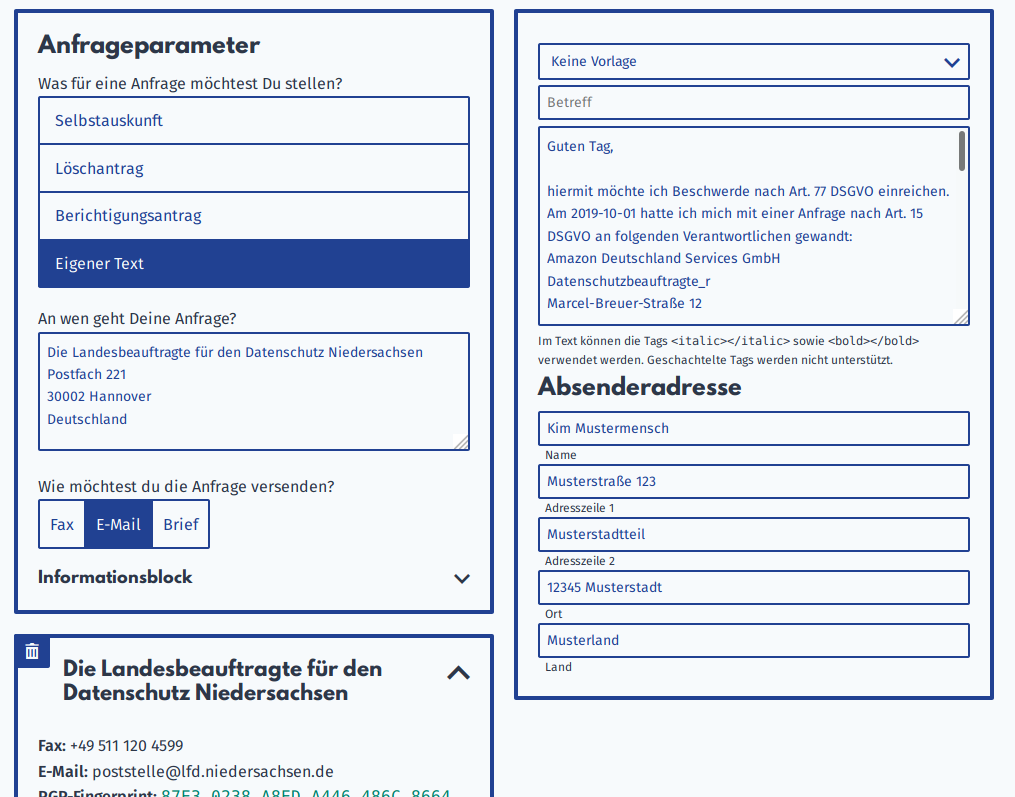 Anfrageparameter
Was für eine Anfrage möchtest Du stellen?
Selbstauskunft
Löschantrag
Berichtigungsantrag
Eigener Text
An wen geht Deine Anfrage?
Die Landesbeauftragte für den Datenschutz Niedersachsen
Postfach 221
30002 Hannover
Deutschland
Wie möchtest du die Anfrage versenden?
Fax E-Mail Brief
Informationsblock
Die Landesbeauftragte für den
Datenschutz Niedersachsen
Fax: +49 511 120 4599
E-Mail: poststelle@lfd.niedersachsen.de
PGP-Fingerprint: 87E3 0238 A8ED A446 486C 8664
Keine Vorlage
Betreff
Guten Tag,
hiermit möchte ich Beschwerde nach Art. 77 DSGVO einreichen.
Am 2019-10-01 hatte ich mich mit einer Anfrage nach Art. 15
DSGVO an folgenden Verantwortlichen gewandt:
Amazon Deutschland Services GmbH
Datenschutzbeauftragte_r
Marcel-Breuer-Straße 12
Im Text können die Tags <italic></italic> sowie <bold></bold>
verwendet werden. Geschachtelte Tags werden nicht unterstützt.
Absenderadresse
Kim Mustermensch
Name
Musterstraße 123
Adresszeile 1
Musterstadtteil
Adresszeile 2
12345 Musterstadt
Ort
Musterland
Land